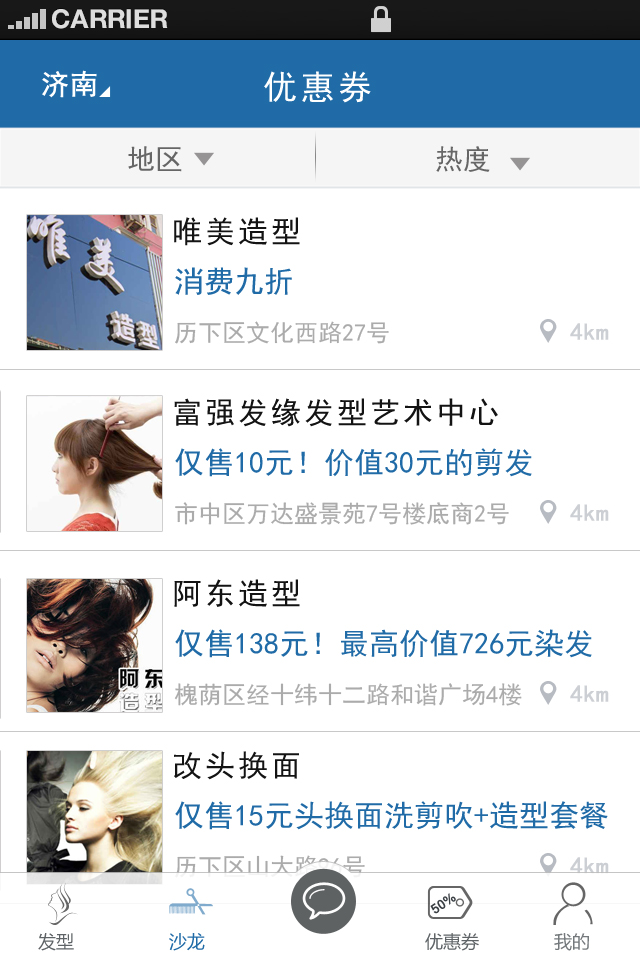 CARRIER
济南
优惠券
地区
热度
唯美
造型
唯美造型
消费九折
历下区文化西路27号
4km
富强发缘发型艺术中心
仅售10元！价值30元的剪发
市中区万达盛景苑7号楼底商2号
4km
阿东
造型
阿东造型
仅售138元！最高价值726元染发
槐荫区经十纬十二路和谐广场4楼
4km
改头换面
仅售15元头换面洗剪吹+造型套餐
历下区山大路26号
4km
50%
发型
沙龙
优惠券
我的